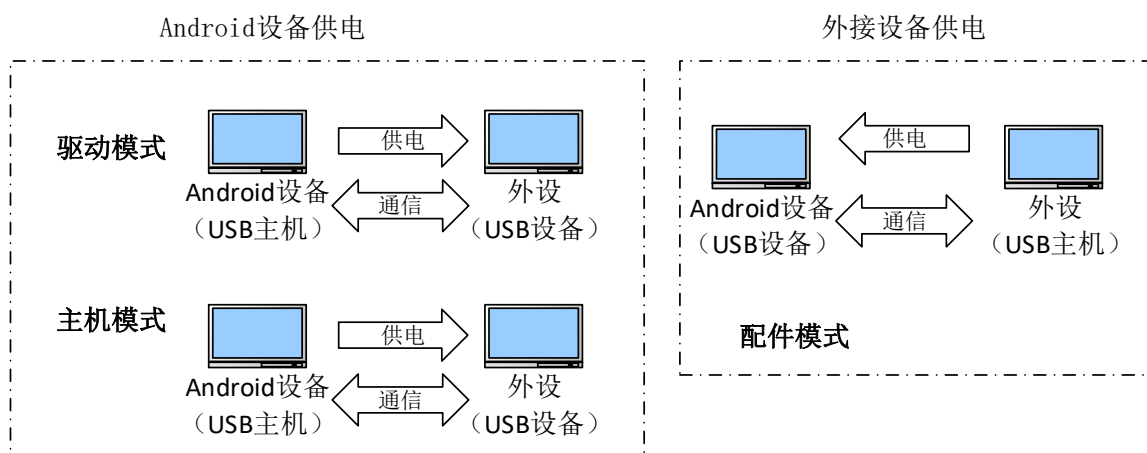 Android设备供电
驱动模式
供电
通信
Android设备
（USB主机）
外设
（USB设备）
主机模式
供电
通信
Android设备
（USB主机）
外设
（USB设备）
外接设备供电
供电
通信
Android设备
（USB设备）
外设
（USB主机）
配件模式